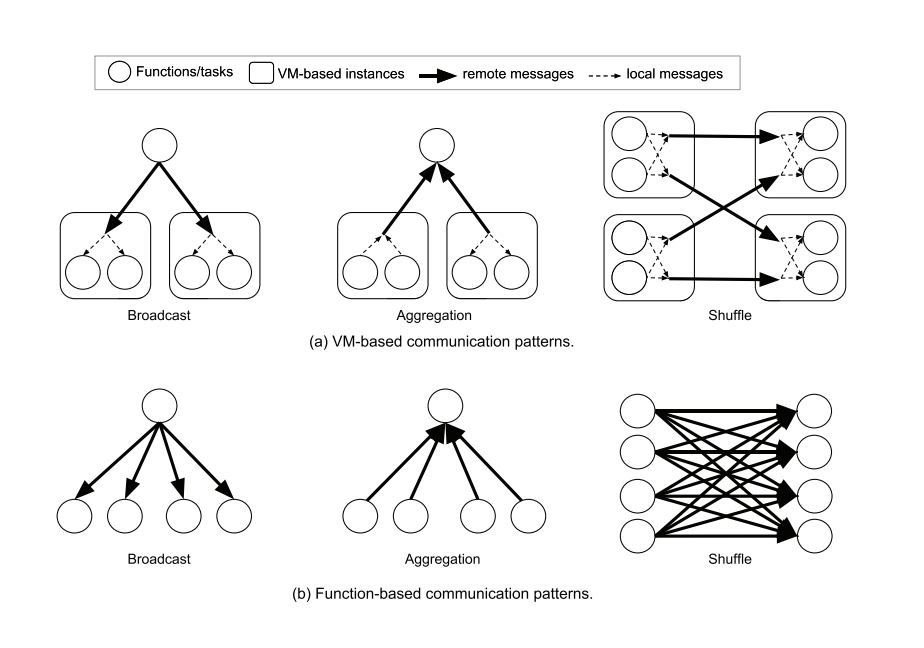 Functions/tasks VM-based instances remote messages local messages
Broadcast Aggregation Shuffle
(a) VM-based communication patterns.
Broadcast Aggregation Shuffle
(b) Function-based communication patterns.